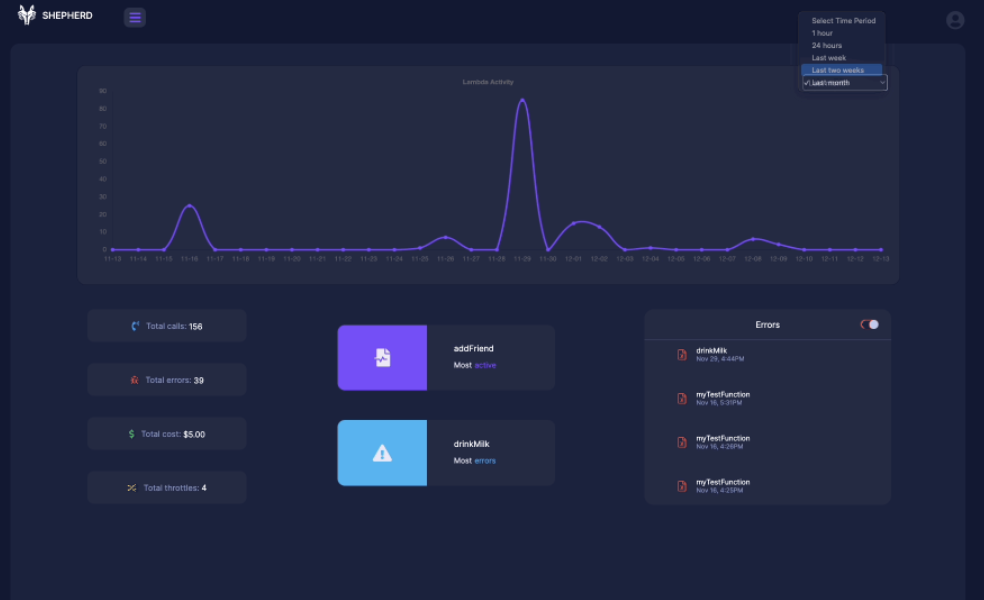 SHEPHERD
Select Time Period
1 hour
24 hours
Last week
Last two weeks
✓ Last month
Lambda Activity
90
80
70
60
50
40
30
20
10
0
11-13 11-14 11-15 11-16 11-17 11-18 11-19 11-20 11-21 11-22 11-23 11-24 11-25 11-26 11-27 11-28 11-29 11-30 12-01 12-02 12-03 12-04 12-05 12-06 12-07 12-08 12-09 12-10 12-11 12-12 12-13
Total calls: 156
Total errors: 39
Total cost: $5.00
Total throttles: 4
addFriend
Most active
drinkMilk
Most errors
Errors
drinkMilk
Nov 29, 4:44PM
myTestFunction
Nov 16, 5:31PM
myTestFunction
Nov 16, 4:26PM
myTestFunction
Nov 16, 4:25PM